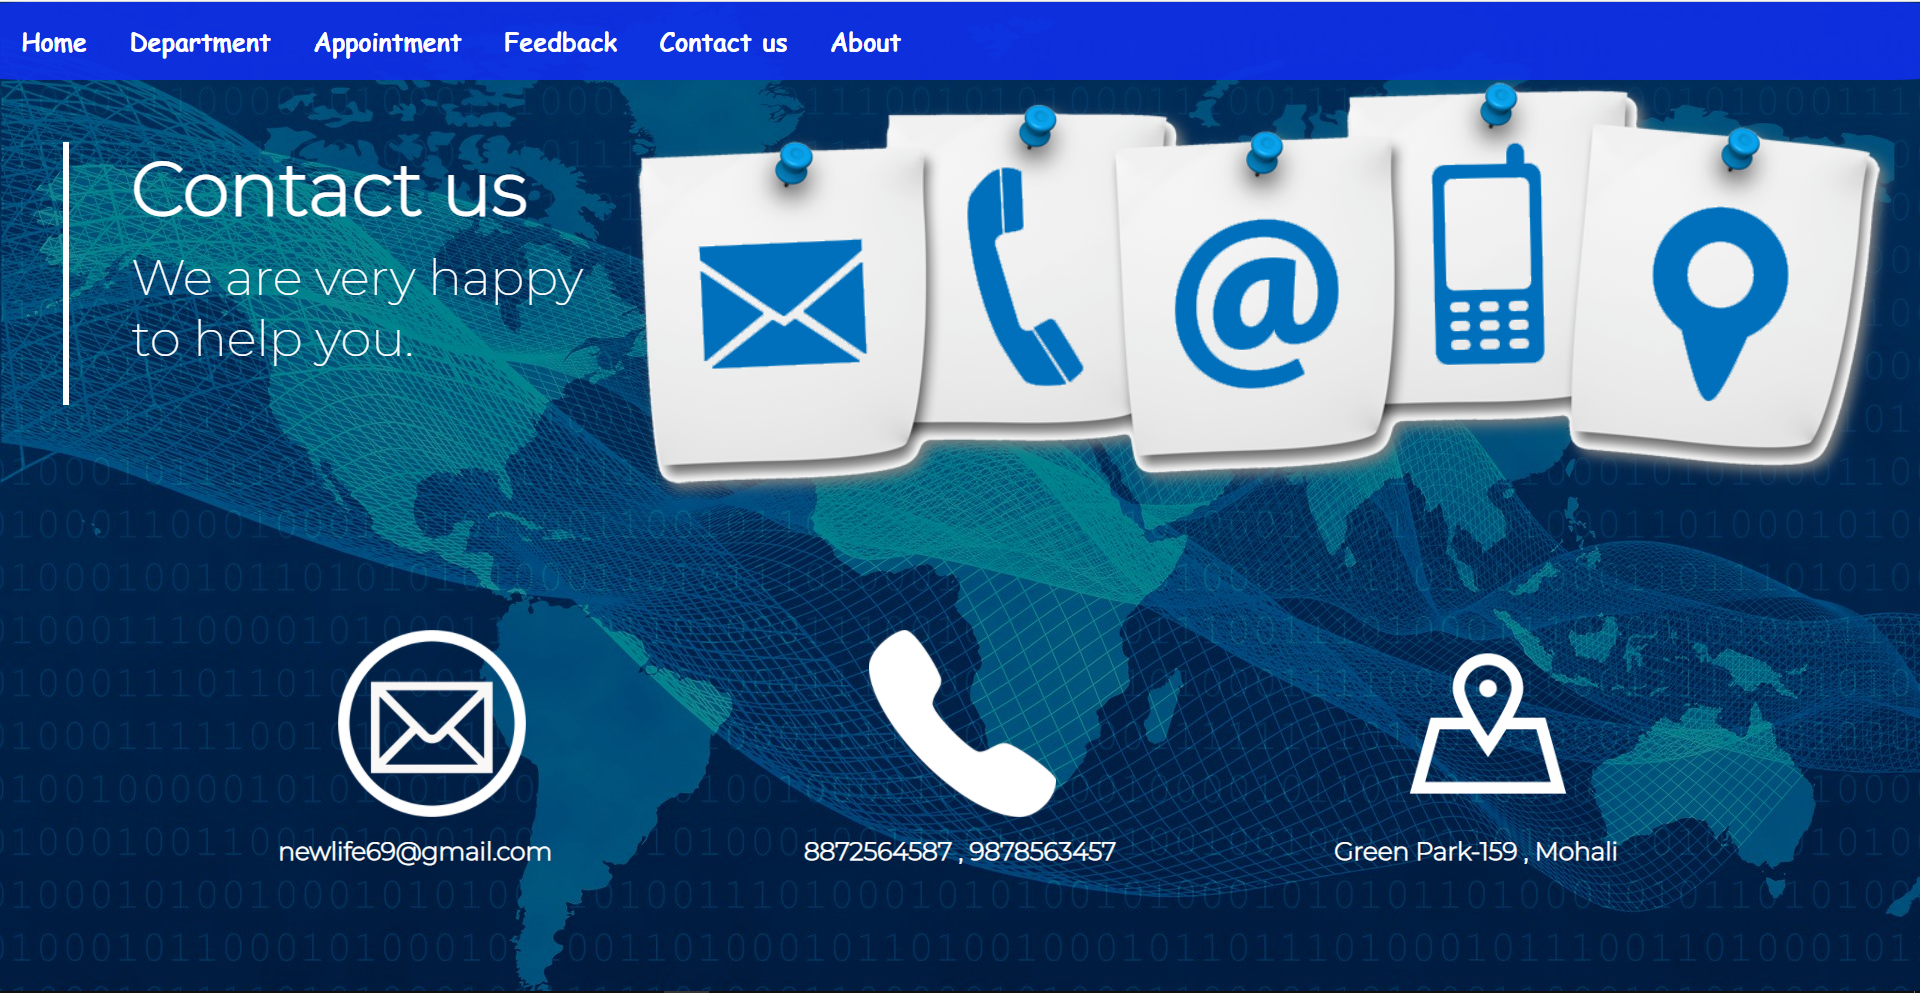 Home Department Appointment Feedback Contact us About
Contact us
We are very happy
to help you.
@
newlife69@gmail.com
8872564587 , 9878563457
Green Park-159 , Mohali